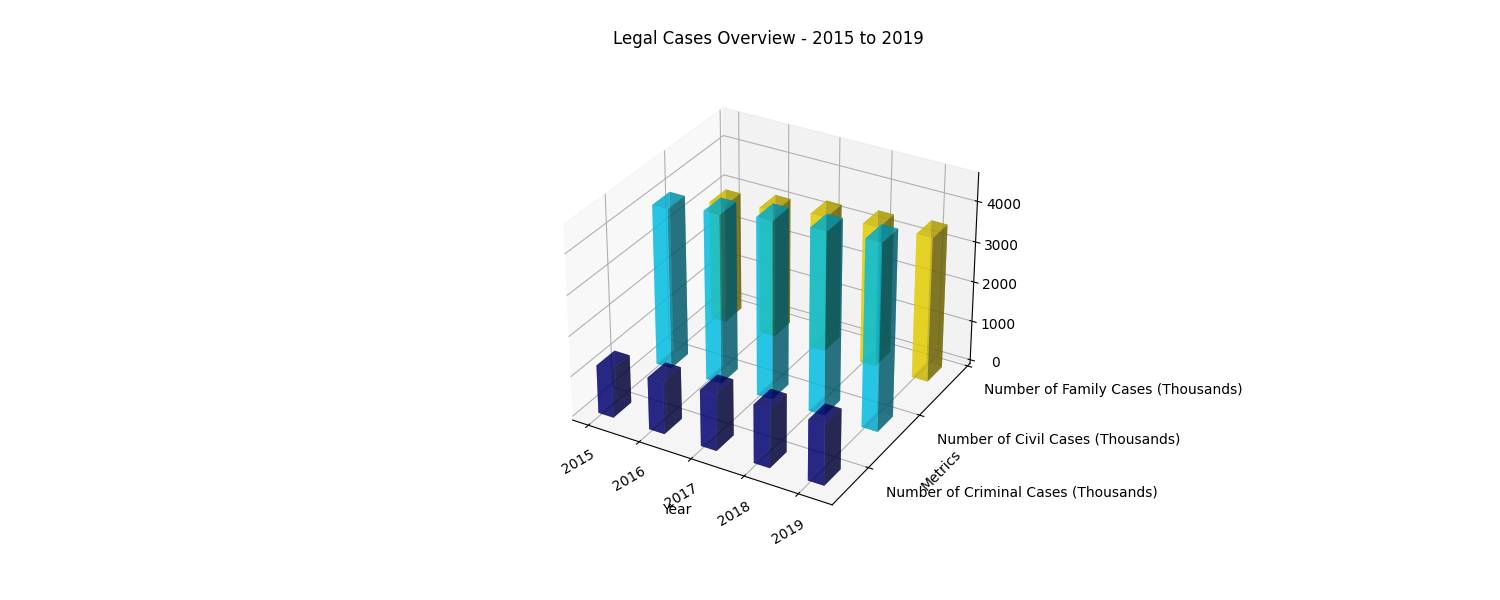 Legal Cases Overview - 2015 to 2019
4000
3000
2000
1000
0
Number of Family Cases (Thousands)
Number of Civil Cases (Thousands)
Metrics
Number of Criminal Cases (Thousands)
2015
2016
2017
2018
2019
Year